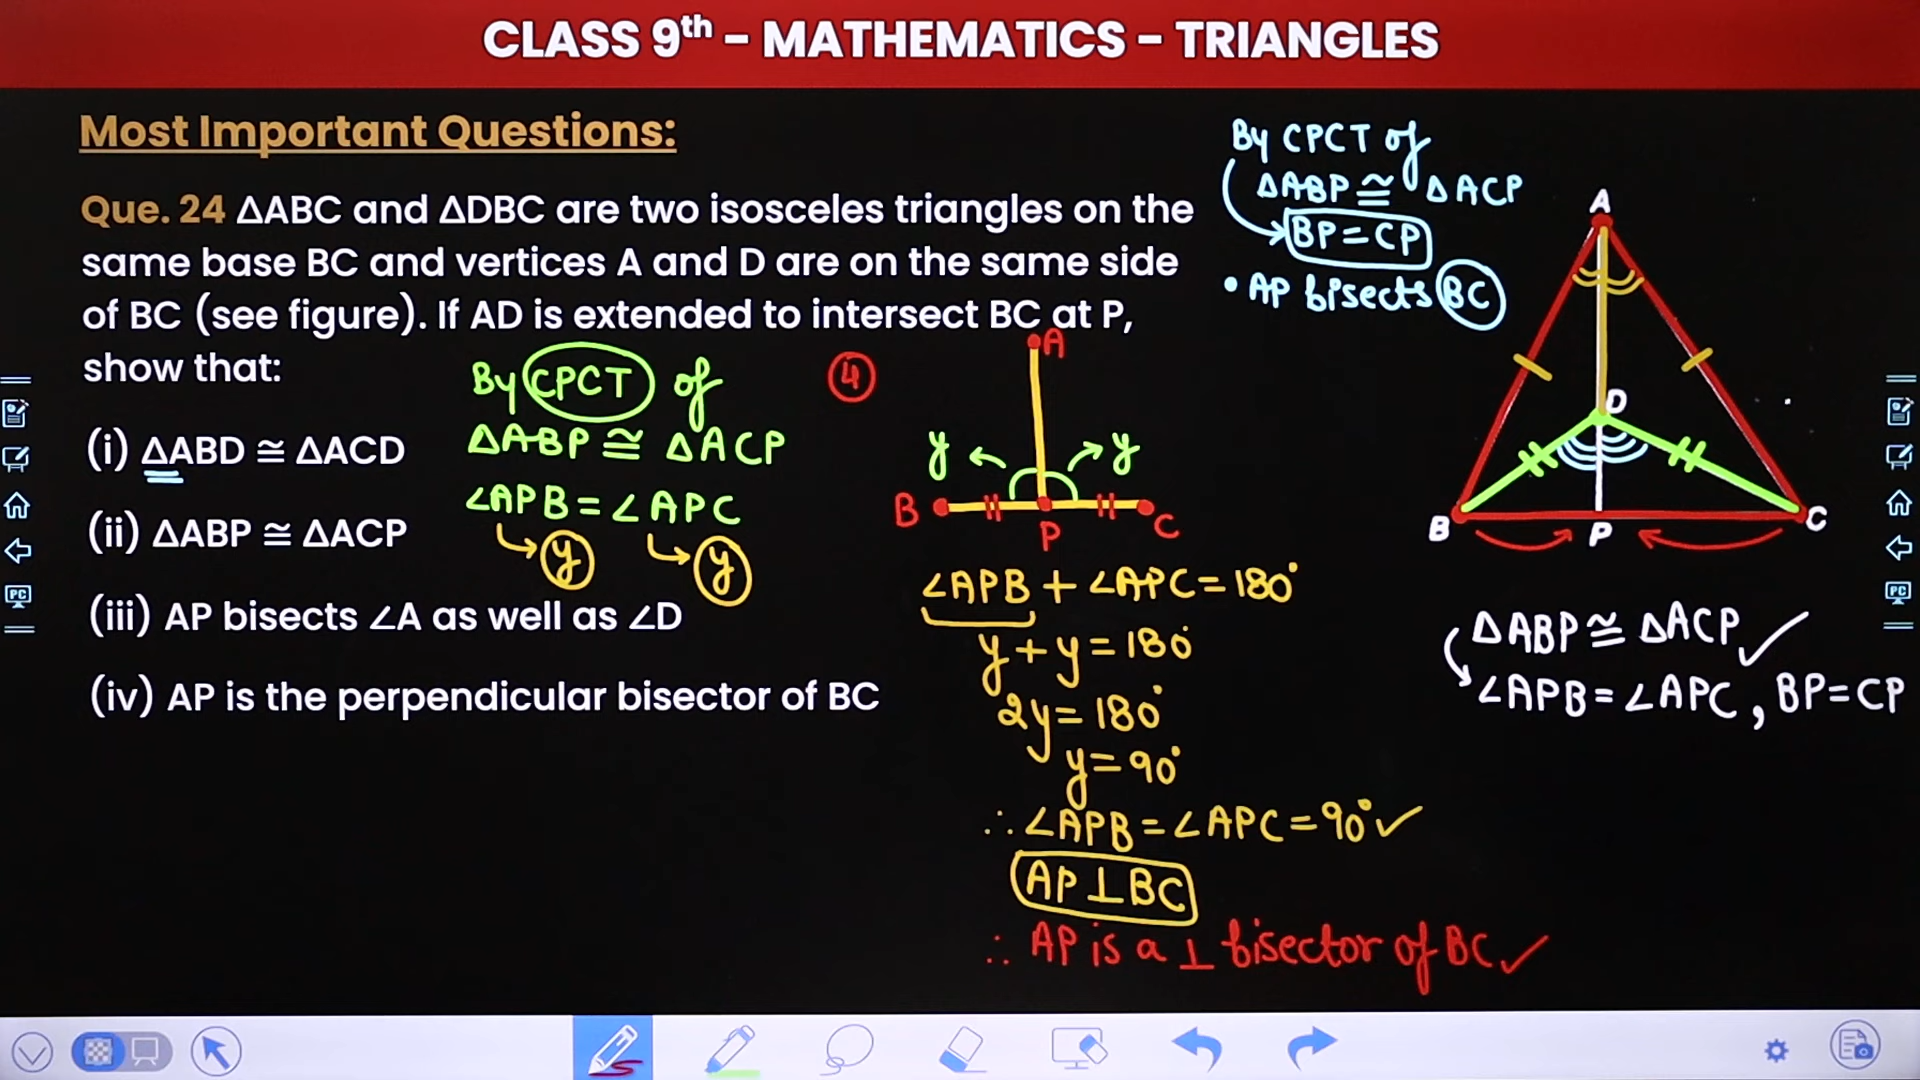 CLASS 9th – MATHEMATICS – TRIANGLES
Most Important Questions:
Que. 24 ΔABC and ΔDBC are two isosceles triangles on the
same base BC and vertices A and D are on the same side
of BC (see figure). If AD is extended to intersect BC at P,
show that:
(i) ΔABD ≅ ΔACD
(ii) ΔABP ≅ ΔACP
(iii) AP bisects ∠A as well as ∠D
(iv) AP is the perpendicular bisector of BC
By CPCT of
ΔABP ≅ ΔACP
∠APB = ∠APC
y y
4
A
y y
B P C
∠APB + ∠APC = 180°
y + y = 180°
2y = 180°
y = 90°
∴ ∠APB = ∠APC = 90° ✓
AP ⊥ BC
∴ AP is a ⊥ bisector of BC ✓
By CPCT of
ΔABP ≅ ΔACP
BP = CP
• AP bisects BC
A
D
B P C
ΔABP ≅ ΔACP ✓
∠APB = ∠APC, BP = CP
PC
PC